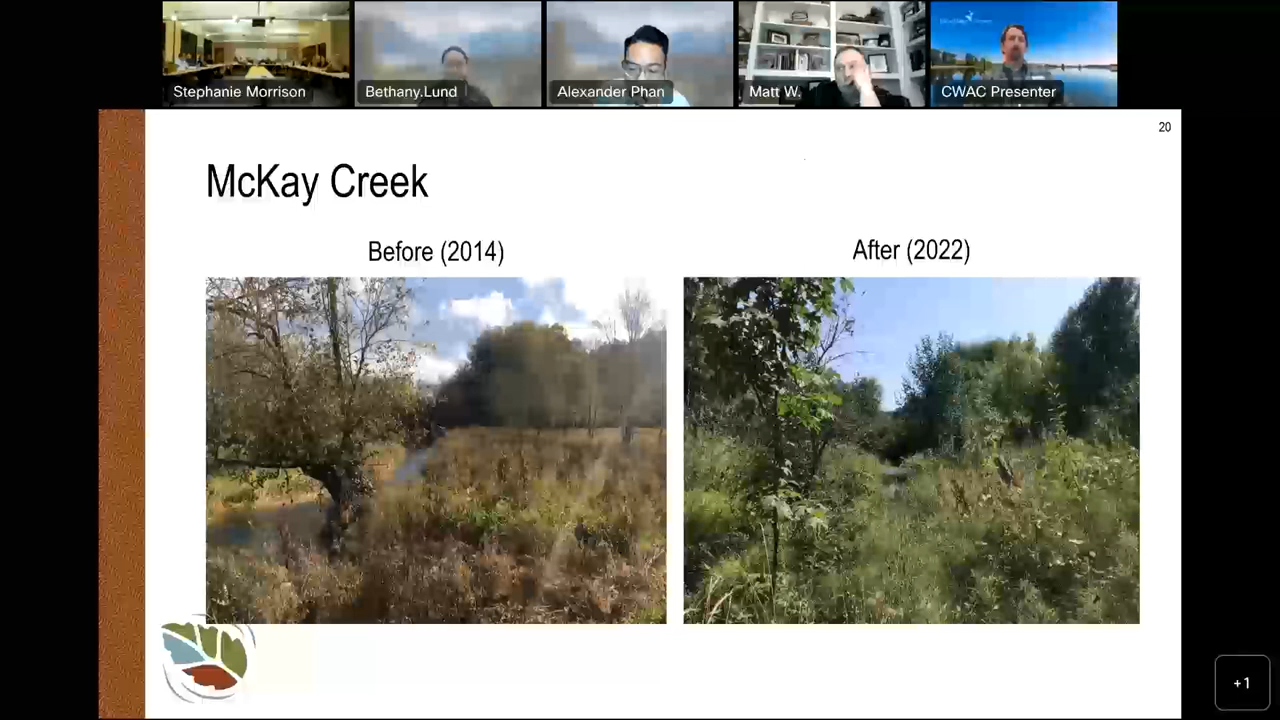 Stephanie Morrison
Bethany.Lund
Alexander Phan
Matt W.
CWAC Presenter
20
McKay Creek
Before (2014)
After (2022)
+1